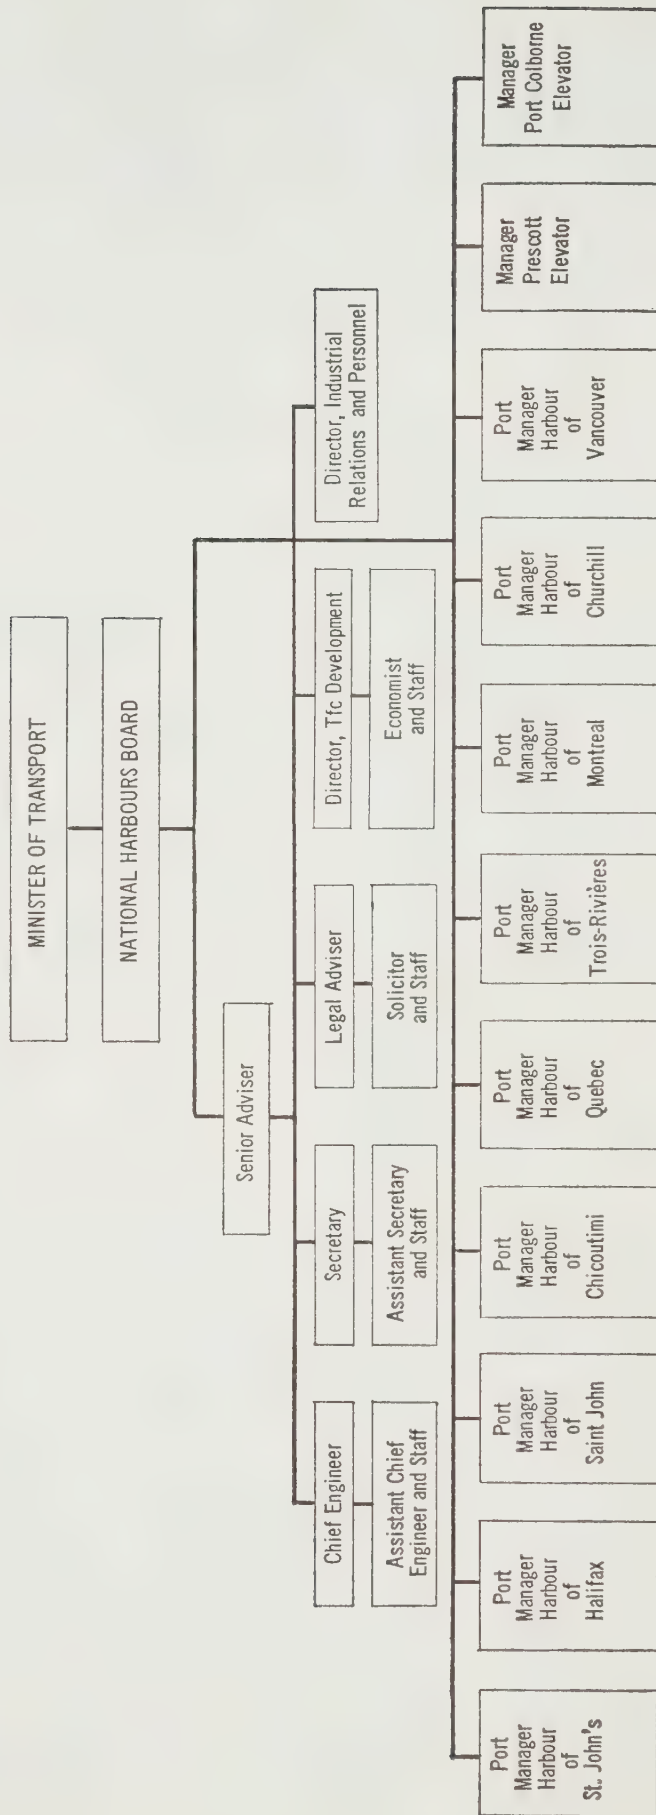 MINISTER OF TRANSPORT
NATIONAL HARBOURS BOARD
Senior Adviser
Chief Engineer
Assistant Chief
Engineer and Staff
Secretary
Assistant Secretary
and Staff
Legal Adviser
Solicitor
and Staff
Director, Tfc Development
Economist
and Staff
Director, Industrial
Relations and Personnel
Port
Manager
Harbour
of
St. John's
Port
Manager
Harbour
of
Halifax
Port
Manager
Harbour
of
Saint John
Port
Manager
Harbour
of
Chicoutimi
Port
Manager
Harbour
of
Quebec
Port
Manager
Harbour
of
Trois-Rivières
Port
Manager
Harbour
of
Montreal
Port
Manager
Harbour
of
Churchill
Port
Manager
Harbour
of
Vancouver
Manager
Prescott
Elevator
Manager
Port Colborne
Elevator